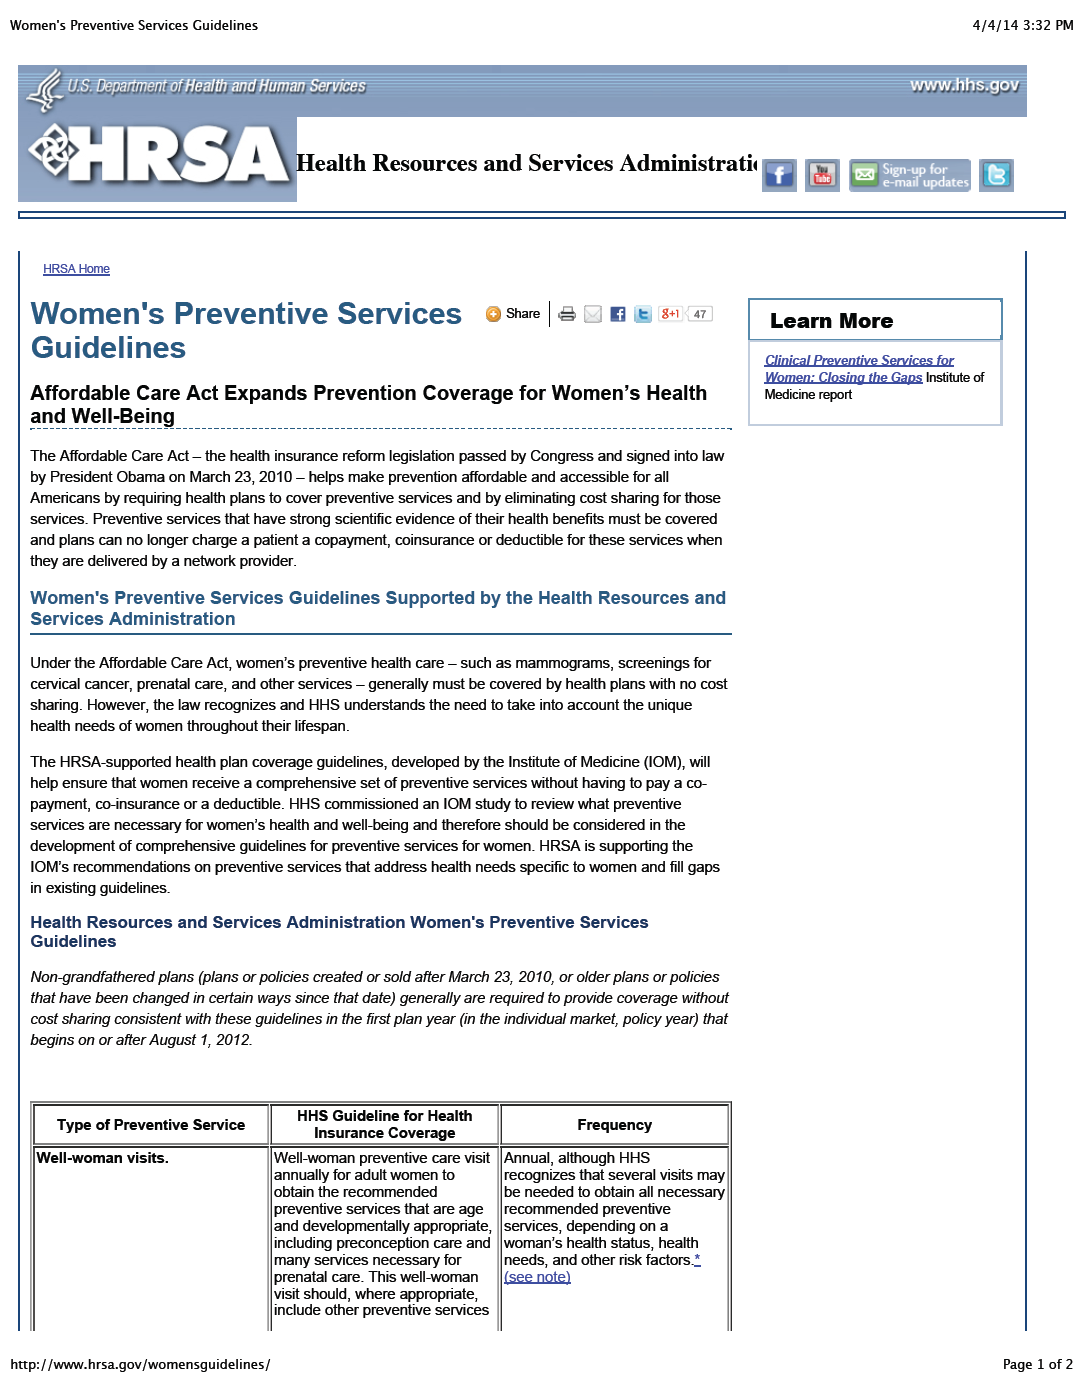 Women's Preventive Services Guidelines
4/4/14 3:32 PM
U.S. Department of Health and Human Services
www.hhs.gov
HRSA
Health Resources and Services Administratio
f
You
Tube
Sign-up for
e-mail updates
HRSA Home
Women's Preventive Services
Guidelines
Share
g+1
47
Learn More
Clinical Preventive Services for
Women: Closing the Gaps Institute of
Medicine report
Affordable Care Act Expands Prevention Coverage for Women’s Health
and Well-Being
The Affordable Care Act – the health insurance reform legislation passed by Congress and signed into law
by President Obama on March 23, 2010 – helps make prevention affordable and accessible for all
Americans by requiring health plans to cover preventive services and by eliminating cost sharing for those
services. Preventive services that have strong scientific evidence of their health benefits must be covered
and plans can no longer charge a patient a copayment, coinsurance or deductible for these services when
they are delivered by a network provider.
Women's Preventive Services Guidelines Supported by the Health Resources and
Services Administration
Under the Affordable Care Act, women’s preventive health care – such as mammograms, screenings for
cervical cancer, prenatal care, and other services – generally must be covered by health plans with no cost
sharing. However, the law recognizes and HHS understands the need to take into account the unique
health needs of women throughout their lifespan.
The HRSA-supported health plan coverage guidelines, developed by the Institute of Medicine (IOM), will
help ensure that women receive a comprehensive set of preventive services without having to pay a co-
payment, co-insurance or a deductible. HHS commissioned an IOM study to review what preventive
services are necessary for women’s health and well-being and therefore should be considered in the
development of comprehensive guidelines for preventive services for women. HRSA is supporting the
IOM’s recommendations on preventive services that address health needs specific to women and fill gaps
in existing guidelines.
Health Resources and Services Administration Women's Preventive Services
Guidelines
Non-grandfathered plans (plans or policies created or sold after March 23, 2010, or older plans or policies
that have been changed in certain ways since that date) generally are required to provide coverage without
cost sharing consistent with these guidelines in the first plan year (in the individual market, policy year) that
begins on or after August 1, 2012.
Type of Preventive Service
HHS Guideline for Health
Insurance Coverage
Frequency
Well-woman visits.
Well-woman preventive care visit
annually for adult women to
obtain the recommended
preventive services that are age
and developmentally appropriate,
including preconception care and
many services necessary for
prenatal care. This well-woman
visit should, where appropriate,
include other preventive services
Annual, although HHS
recognizes that several visits may
be needed to obtain all necessary
recommended preventive
services, depending on a
woman’s health status, health
needs, and other risk factors.*
(see note)
http://www.hrsa.gov/womensguidelines/
Page 1 of 2